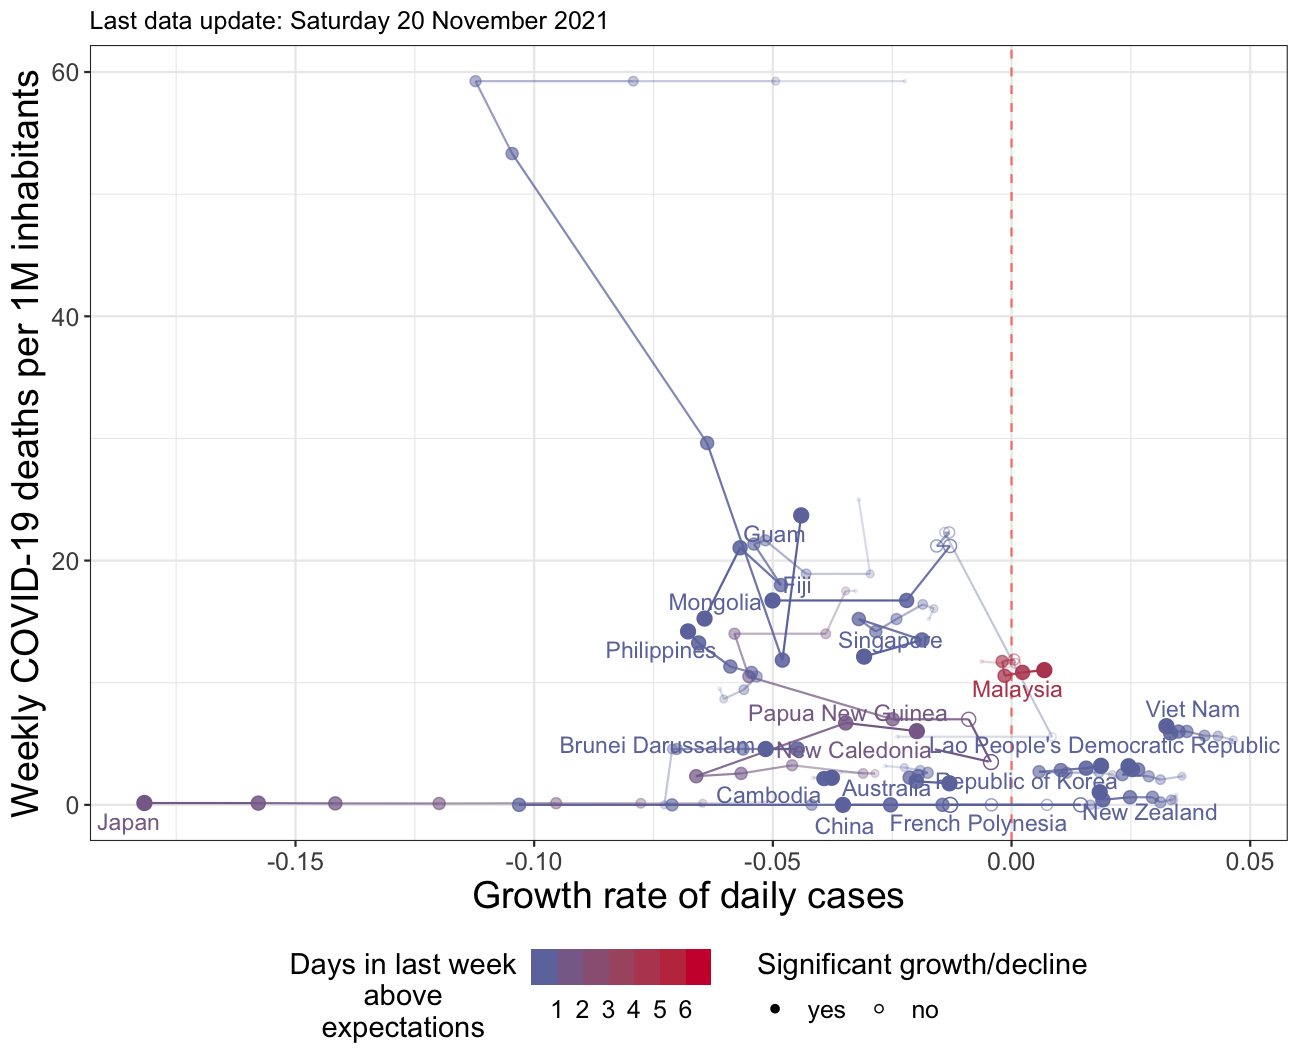 Last data update: Saturday 20 November 2021
Weekly COVID-19 deaths per 1M inhabitants
60
40
20
0
Guam
Fiji
Mongolia
Philippines
Singapore
Malaysia
Papua New Guinea
Viet Nam
Brunei Darussalam
New Caledonia
Lao People's Democratic Republic
Cambodia
Australia
Republic of Korea
Japan
China
French Polynesia
New Zealand
-0.15
-0.10
-0.05
0.00
0.05
Growth rate of daily cases
Days in last week
above
expectations
1 2 3 4 5 6
Significant growth/decline
yes
no